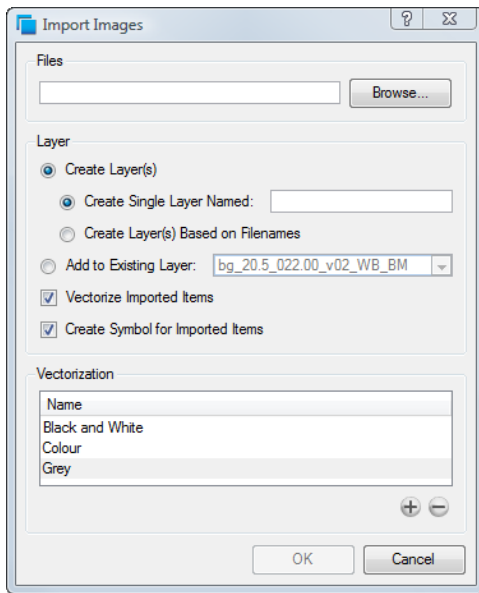 Import Images
Files
Browse...
Layer
Create Layer(s)
Create Single Layer Named:
Create Layer(s) Based on Filenames
Add to Existing Layer: bg_20.5_022.00_v02_WB_BM
Vectorize Imported Items
Create Symbol for Imported Items
Vectorization
Name
Black and White
Colour
Grey
OK Cancel